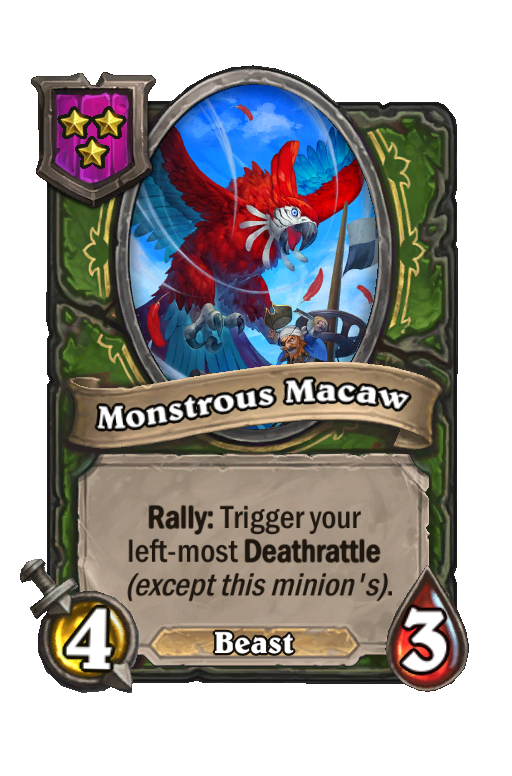 Monstrous Macaw
Rally: Trigger your
left-most Deathrattle
(except this minion's).
4
Beast
3